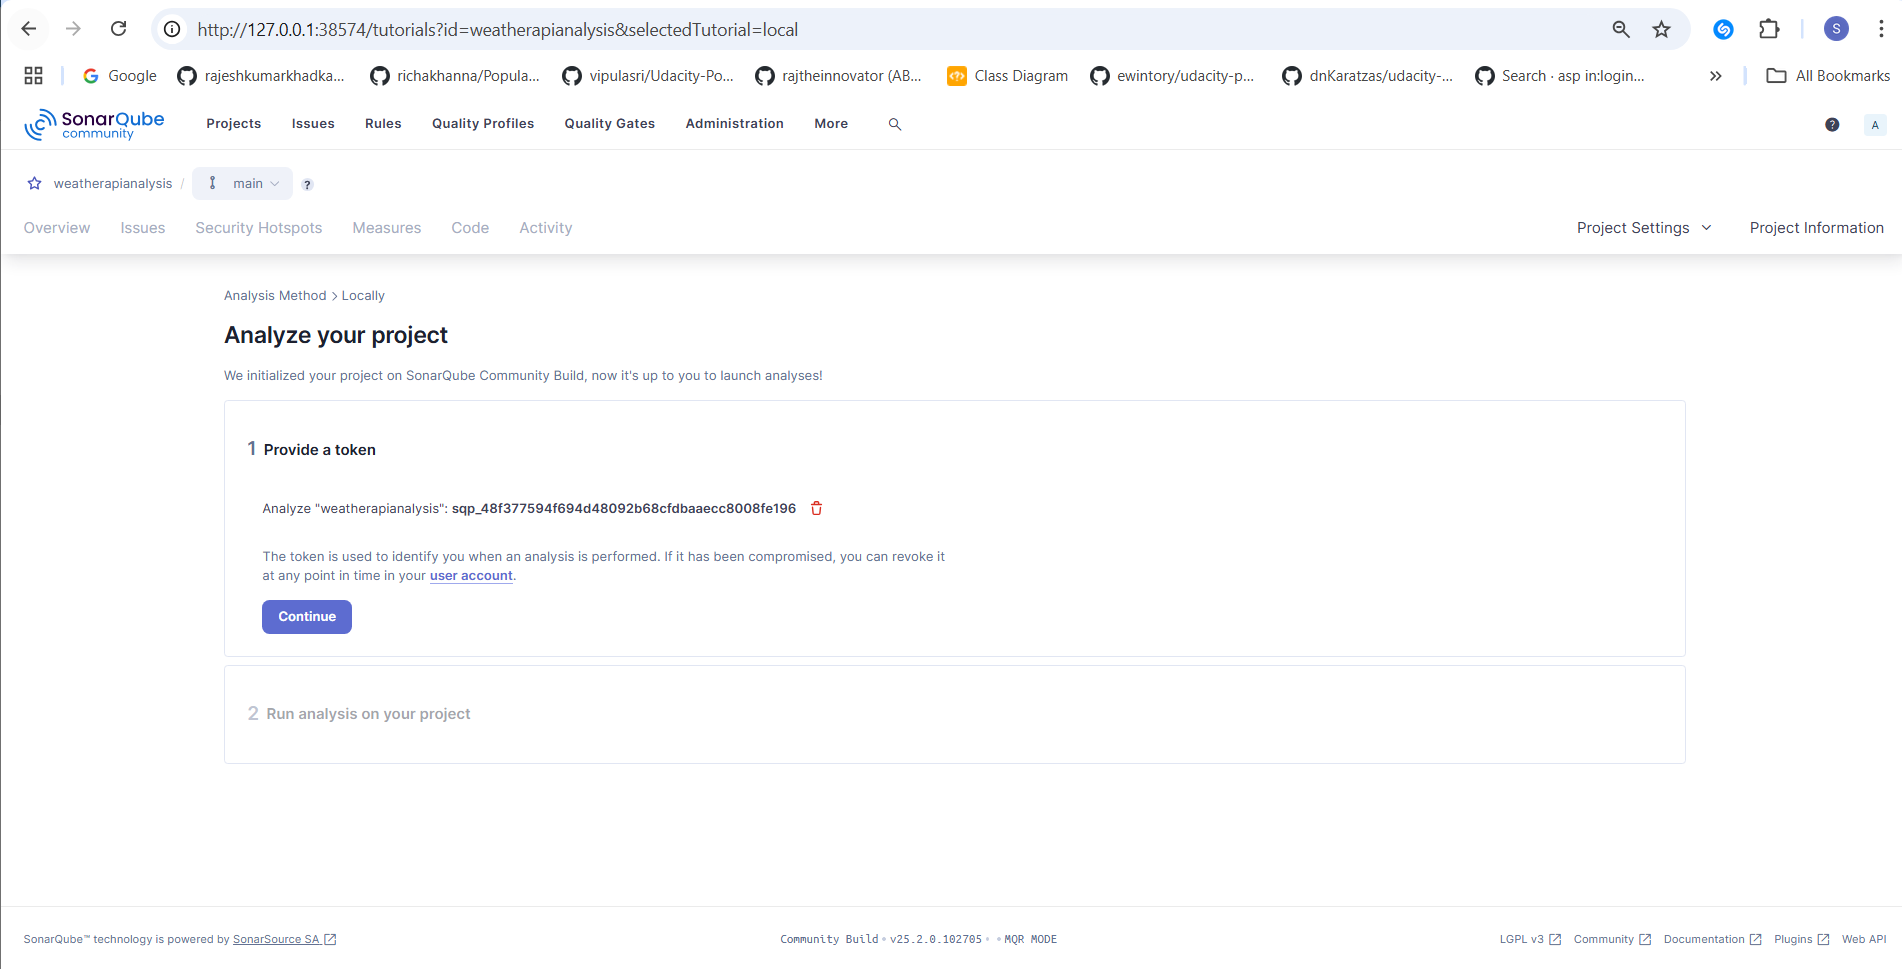 http://127.0.0.1:38574/tutorials?id=weatherapianalysis&selectedTutorial=local
S
Google
rajeshkumarkhadka...
richakhanna/Popula...
vipulasri/Udacity-Po...
rajtheinnovator (AB...
Class Diagram
ewintory/udacity-p...
dnKaratzas/udacity-...
Search · asp in:login...
»
All Bookmarks
SonarQube
community
Projects
Issues
Rules
Quality Profiles
Quality Gates
Administration
More
?
A
weatherapianalysis / main ?
Overview
Issues
Security Hotspots
Measures
Code
Activity
Project Settings
Project Information
Analysis Method > Locally
Analyze your project
We initialized your project on SonarQube Community Build, now it's up to you to launch analyses!
1 Provide a token
Analyze "weatherapianalysis": sqp_48f377594f694d48092b68cfdbaaecc8008fe196
The token is used to identify you when an analysis is performed. If it has been compromised, you can revoke it
at any point in time in your user account.
Continue
2 Run analysis on your project
SonarQube™ technology is powered by SonarSource SA
Community Build • v25.2.0.102705 • • MQR MODE
LGPL v3
Community
Documentation
Plugins
Web API